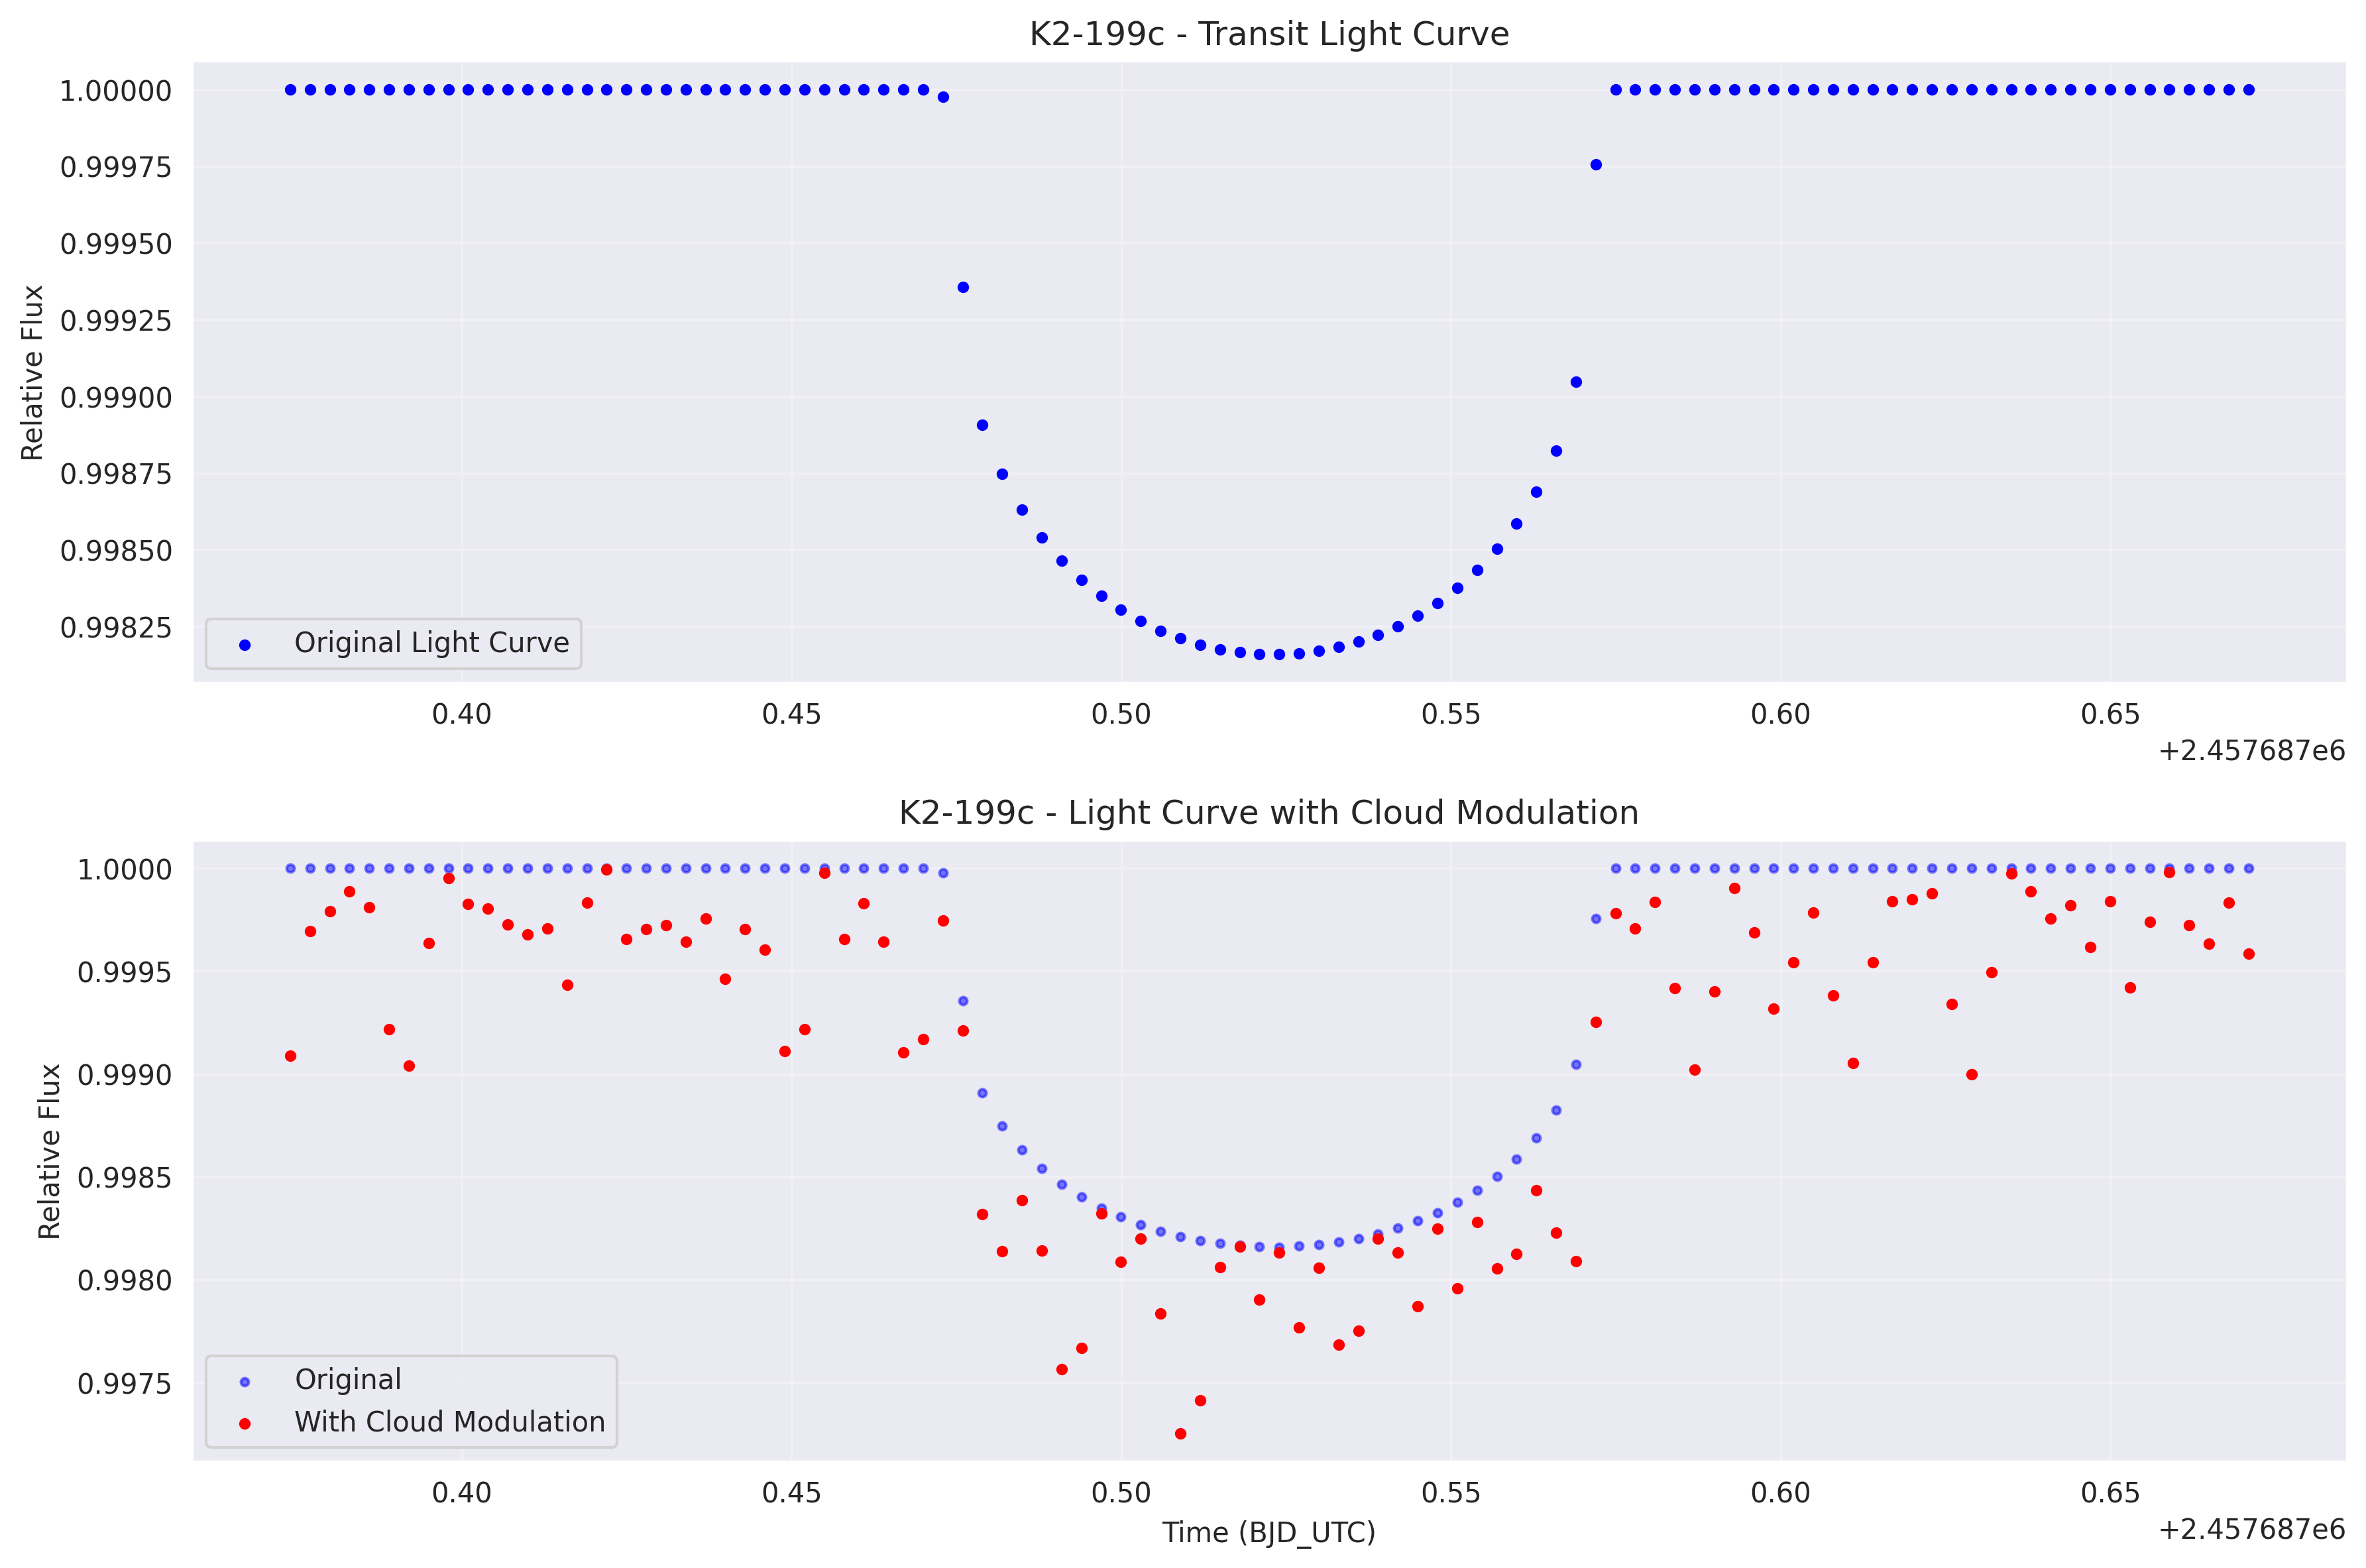 K2-199c - Transit Light Curve
Relative Flux
1.00000
0.99975
0.99950
0.99925
0.99900
0.99875
0.99850
0.99825
Original Light Curve
0.40 0.45 0.50 0.55 0.60 0.65
+2.457687e6
K2-199c - Light Curve with Cloud Modulation
Relative Flux
1.0000
0.9995
0.9990
0.9985
0.9980
0.9975
Original
With Cloud Modulation
0.40 0.45 0.50 0.55 0.60 0.65
Time (BJD_UTC)
+2.457687e6